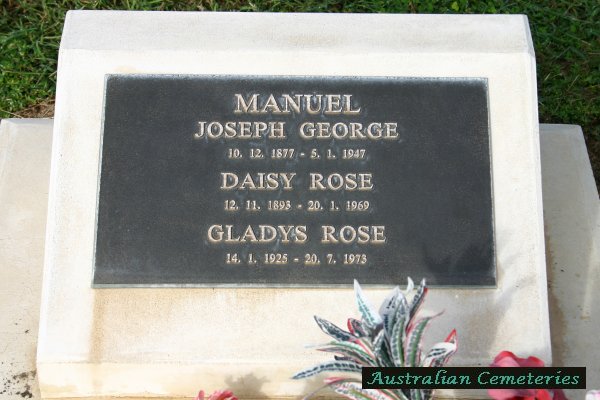 MANUEL
JOSEPH GEORGE
10. 12. 1877 - 5. 1. 1947
DAISY ROSE
12. 11. 1893 - 20. 1. 1969
GLADYS ROSE
14. 1. 1925 - 20. 7. 1973
Australian Cemeteries